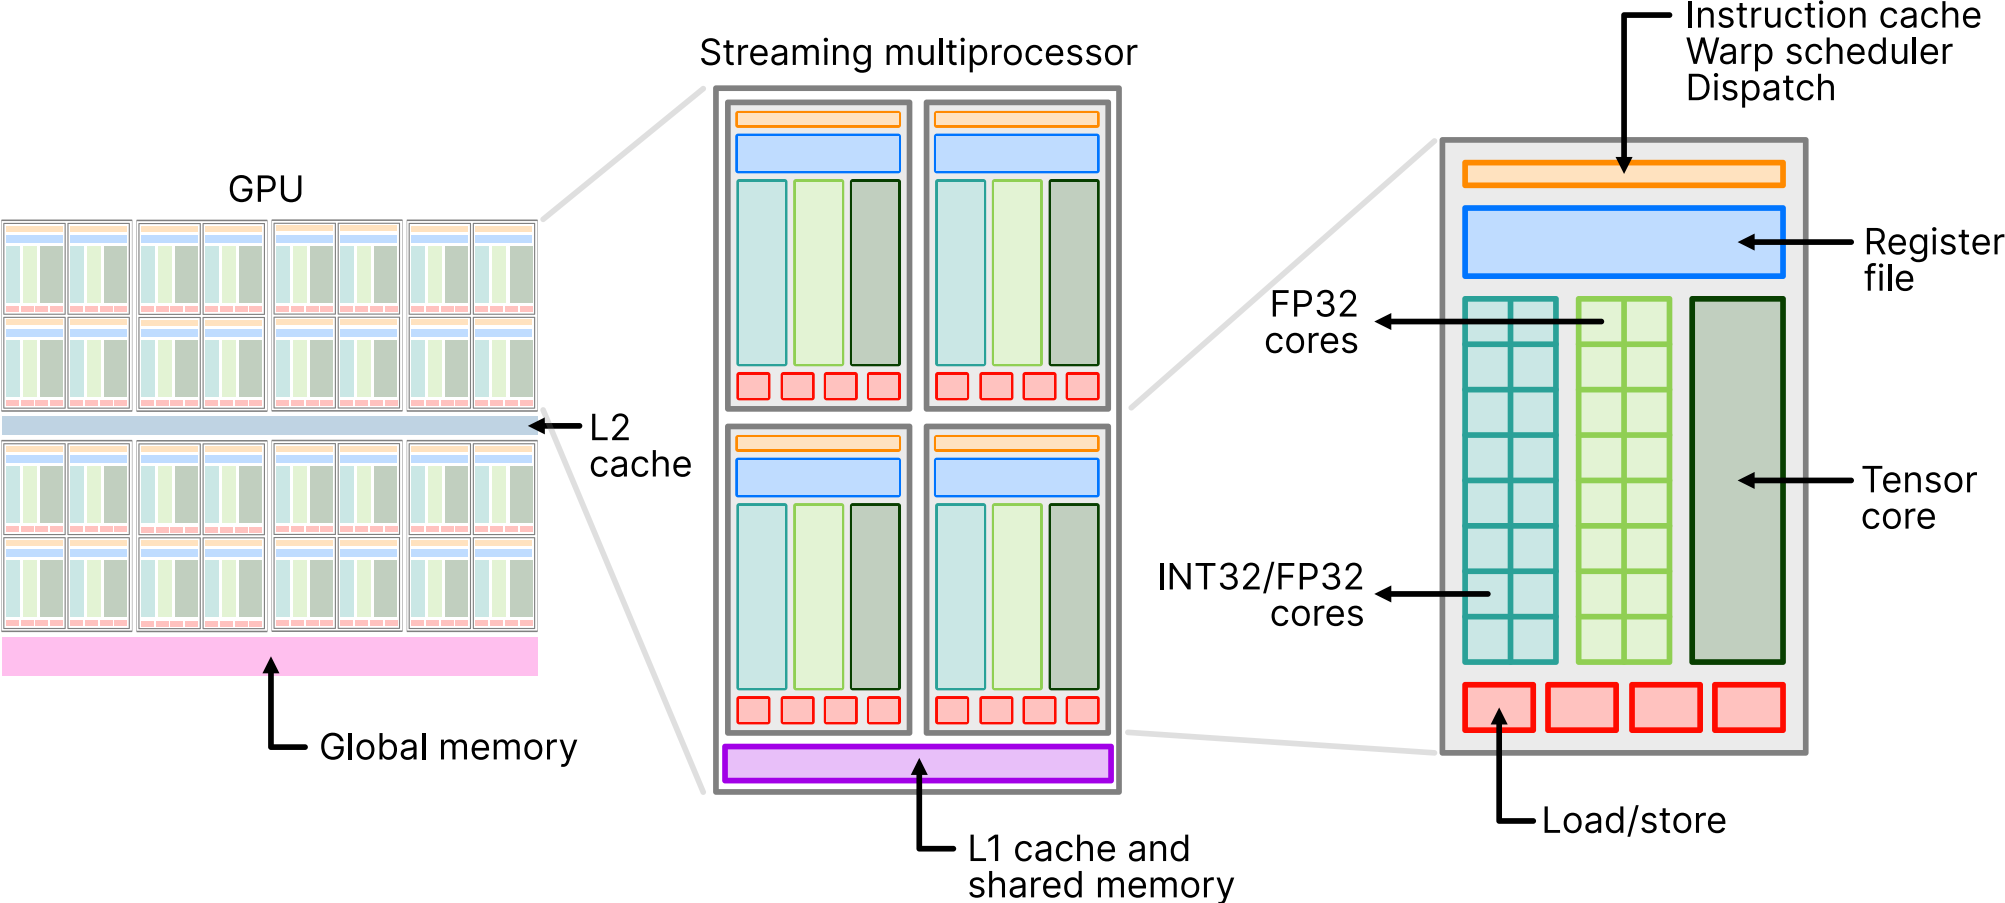 GPU
L2
cache
Global memory
Streaming multiprocessor
L1 cache and
shared memory
Instruction cache
Warp scheduler
Dispatch
Register
file
FP32
cores
Tensor
core
INT32/FP32
cores
Load/store